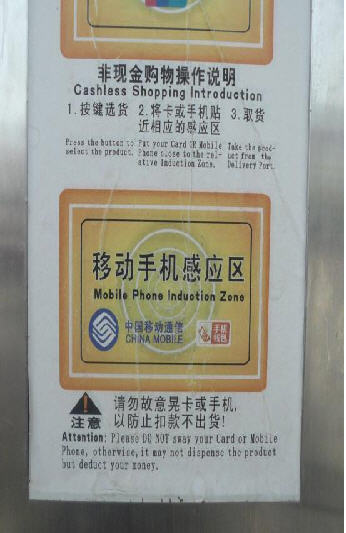 非现金购物操作说明
Cashless Shopping Introduction
1.按键选货 2.将卡或手机贴 3.取货
近相应的感应区
Press the button to Put your Card OR Mobile Take the prod-
select the product. Phone close to the rel- uct from the
ative Induction Zone. Delivery Port.
移动手机感应区
Mobile Phone Induction Zone
中国移动通信
CHINA MOBILE
手机
钱包
请勿故意晃卡或手机,
注意 以防止扣款不出货!
Attention: Please DO NOT sway your Card or Mobile
Phone, otherwise, it may not dispense the product
but deduct your money.